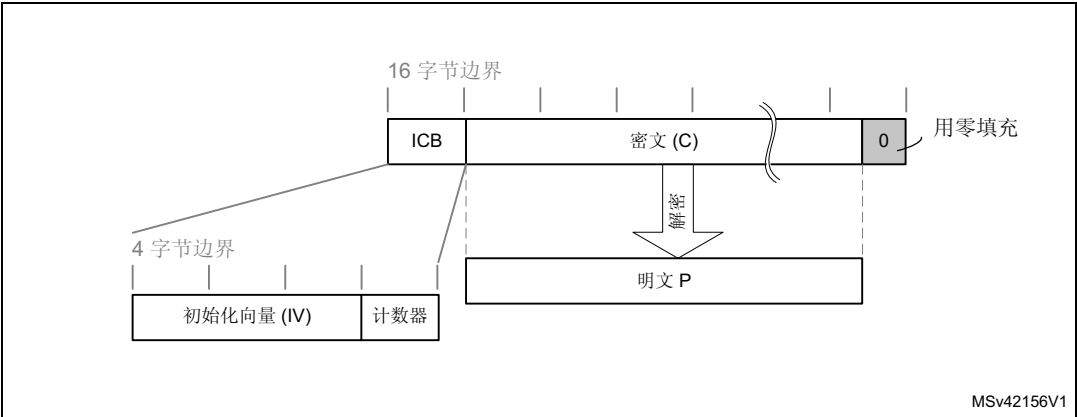 16 字节边界
ICB
密文 (C)
0
用零填充
解密
4 字节边界
明文 P
初始化向量 (IV)
计数器
MSv42156V1